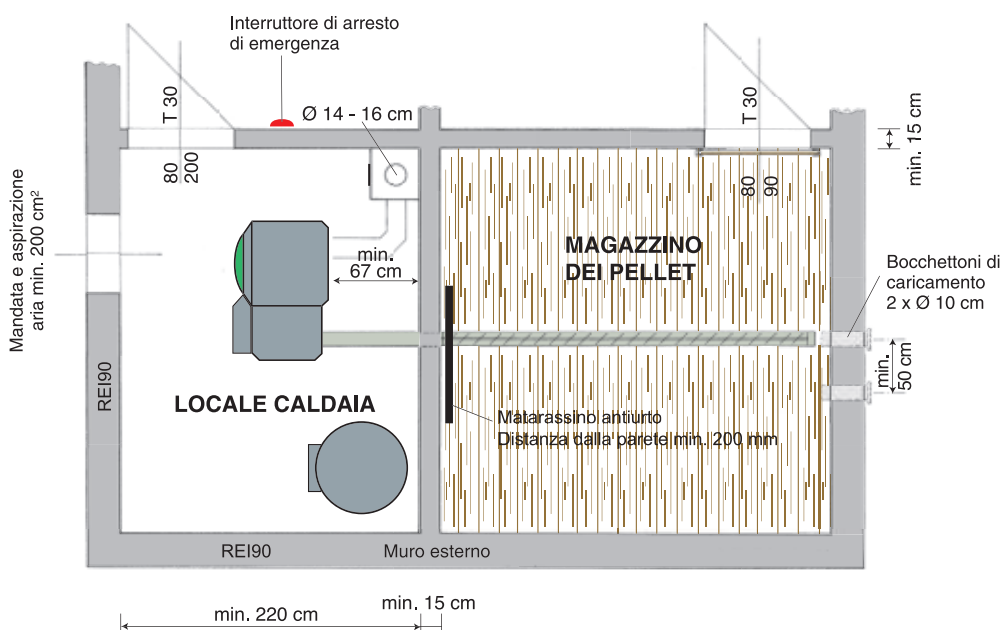 Interruttore di arresto
di emergenza
T 30
Ø 14 - 16 cm
T 30
min. 15 cm
80
200
80
90
Mandata e aspirazione
aria min. 200 cm²
MAGAZZINO
DEI PELLET
min.
67 cm
Bocchettoni di
caricamento
2 x Ø 10 cm
min.
50 cm
REI90
LOCALE CALDAIA
Matarassino antiurto
Distanza dalla parete min. 200 mm
REI90
Muro esterno
min. 220 cm
min. 15 cm